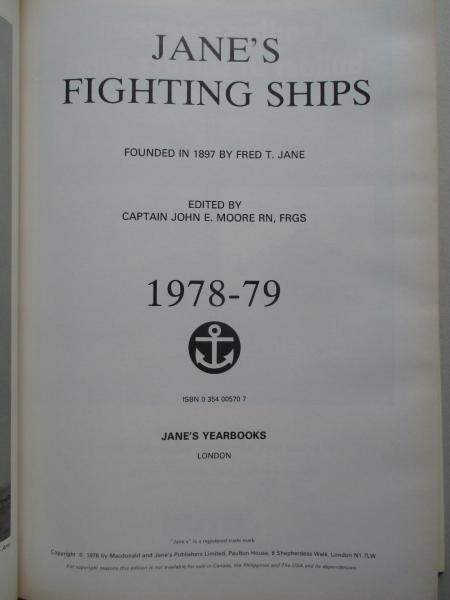 JANE'S
FIGHTING SHIPS
FOUNDED IN 1897 BY FRED T. JANE
EDITED BY
CAPTAIN JOHN E. MOORE RN, FRGS
1978-79
ISBN 0 354 00570 7
JANE'S YEARBOOKS
LONDON
"Jane's" is a registered trade mark
Copyright © 1978 by Macdonald and Jane's Publishers Limited, Paulton House, 8 Shepherdess Walk, London N1 7LW
For copyright reasons this edition is not available for sale in Canada, the Philippines and The USA and its dependencies.